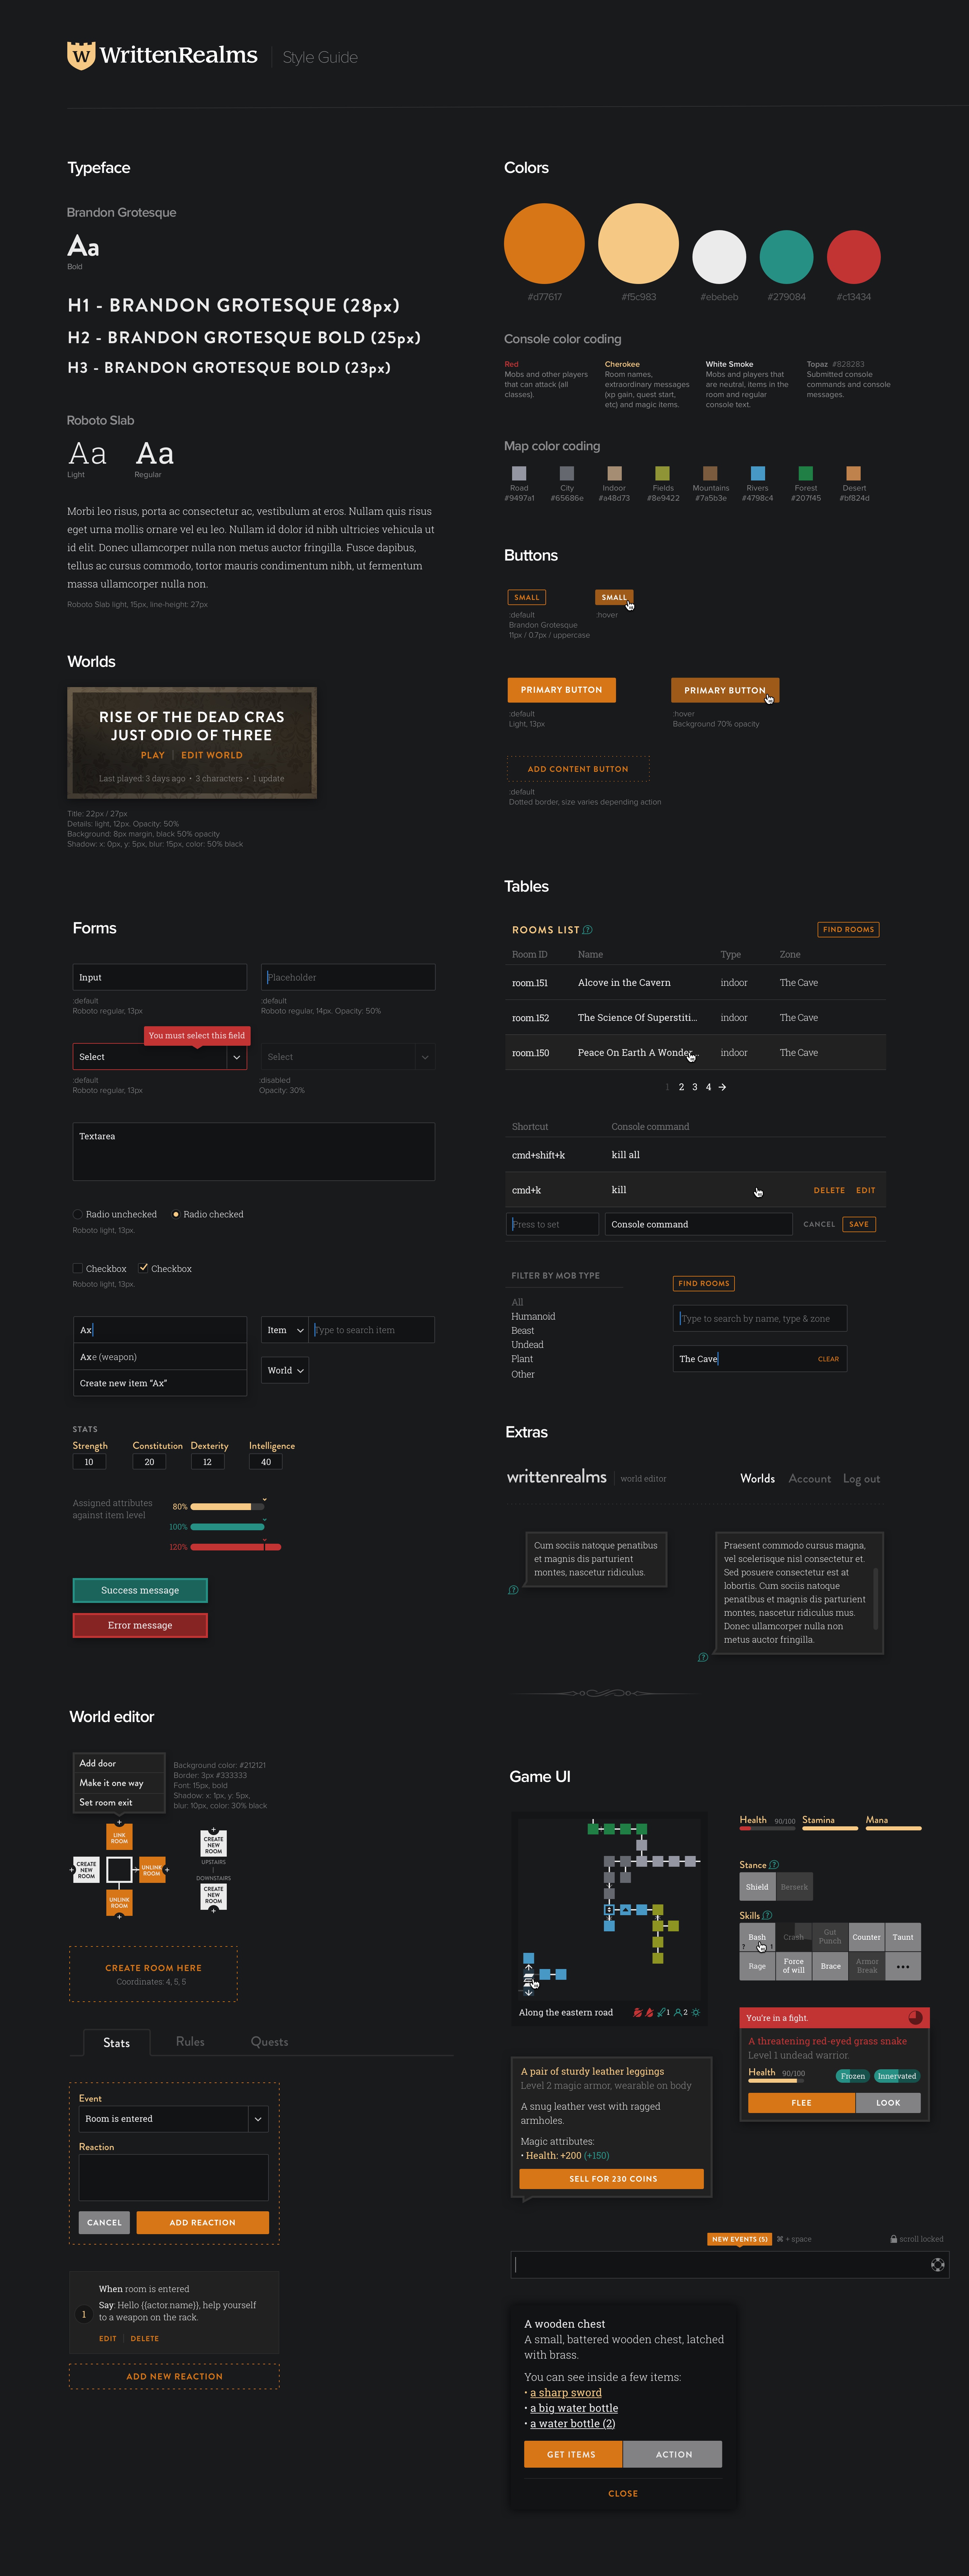 W WrittenRealms
Style Guide
Typeface
Brandon Grotesque
Aa
Bold
H1 - BRANDON GROTESQUE (28px)
H2 - BRANDON GROTESQUE BOLD (25px)
H3 - BRANDON GROTESQUE BOLD (23px)
Roboto Slab
Aa Aa
Light Regular
Morbi leo risus, porta ac consectetur ac, vestibulum at eros. Nullam quis risus
eget urna mollis ornare vel eu leo. Nullam id dolor id nibh ultricies vehicula ut
id elit. Donec ullamcorper nulla non metus auctor fringilla. Fusce dapibus,
tellus ac cursus commodo, tortor mauris condimentum nibh, ut fermentum
massa ullamcorper nulla non.
Roboto Slab light, 15px, line-height: 27px
Worlds
RISE OF THE DEAD CRAS
JUST ODIO OF THREE
PLAY | EDIT WORLD
Last played: 3 days ago • 3 characters • 1 update
Title: 22px / 27px
Details: light, 12px. Opacity: 50%
Background: 8px margin, black 50% opacity
Shadow: x: 0px, y: 5px, blur: 15px, color: 50% black
Forms
Input
Placeholder
:default
Roboto regular, 13px
:default
Roboto regular, 14px. Opacity: 50%
You must select this field
Select
Select
:default
Roboto regular, 13px
:disabled
Opacity: 30%
Textarea
Radio unchecked Radio checked
Roboto light, 13px.
Checkbox Checkbox
Roboto light, 13px.
Ax
Axe (weapon)
Create new item "Ax"
Item Type to search item
World
STATS
Strength Constitution Dexterity Intelligence
10 20 12 40
Assigned attributes
against item level
80%
100%
120%
Success message
Error message
World editor
Add door
Make it one way
Set room exit
Background color: #212121
Border: 3px #333333
Font: 15px, bold
Shadow: x: 1px, y: 5px,
blur: 10px, color: 30% black
LINK
ROOM
CREATE
NEW
ROOM
UNLINK
ROOM
UNLINK
ROOM
CREATE
NEW
ROOM
UPSTAIRS
DOWNSTAIRS
CREATE
NEW
ROOM
CREATE ROOM HERE
Coordinates: 4, 5, 5
Stats Rules Quests
Event
Room is entered
Reaction
CANCEL ADD REACTION
When room is entered
1
Say: Hello {{actor.name}}, help yourself
to a weapon on the rack.
EDIT | DELETE
ADD NEW REACTION
Colors
#d77617 #f5c983 #ebebeb #279084 #c13434
Console color coding
Red
Mobs and other players
that can attack (all
classes).
Cherokee
Room names,
extraordinary messages
(xp gain, quest start,
etc) and magic items.
White Smoke
Mobs and players that
are neutral, items in the
room and regular
console text.
Topaz #828283
Submitted console
commands and console
messages.
Map color coding
Road City Indoor Fields Mountains Rivers Forest Desert
#9497a1 #65686e #a48d73 #8e9422 #7a5b3e #4798c4 #207f45 #bf824d
Buttons
SMALL SMALL
:default
Brandon Grotesque
11px / 0.7px / uppercase
:hover
PRIMARY BUTTON PRIMARY BUTTON
:default
Light, 13px
:hover
Background 70% opacity
ADD CONTENT BUTTON
:default
Dotted border, size varies depending action
Tables
ROOMS LIST ? FIND ROOMS
Room ID Name Type Zone
room.151 Alcove in the Cavern indoor The Cave
room.152 The Science Of Superstiti... indoor The Cave
room.150 Peace On Earth A Wonder... indoor The Cave
1 2 3 4 →
Shortcut Console command
cmd+shift+k kill all
cmd+k kill DELETE EDIT
Press to set Console command CANCEL SAVE
FILTER BY MOB TYPE
All
Humanoid
Beast
Undead
Plant
Other
FIND ROOMS
Type to search by name, type & zone
The Cave CLEAR
Extras
writtenrealms | world editor
Worlds Account Log out
Cum sociis natoque penatibus
et magnis dis parturient
montes, nascetur ridiculus.
?
Praesent commodo cursus magna,
vel scelerisque nisl consectetur et.
Sed posuere consectetur est at
lobortis. Cum sociis natoque
penatibus et magnis dis parturient
montes, nascetur ridiculus mus.
Donec ullamcorper nulla non
metus auctor fringilla.
?
Game UI
Along the eastern road 1 2
Health 90/100 Stamina Mana
Stance ?
Shield Berserk
Skills ?
Bash Crash Gut
Punch Counter Taunt
? 1
Rage Force
of will Brace Armor
Break •••
You're in a fight.
A threatening red-eyed grass snake
Level 1 undead warrior.
Health 90/100 Frozen Innervated
FLEE LOOK
A pair of sturdy leather leggings
Level 2 magic armor, wearable on body
A snug leather vest with ragged
armholes.
Magic attributes:
• Health: +200 (+150)
SELL FOR 230 COINS
NEW EVENTS (5) ⌘ + space scroll locked
A wooden chest
A small, battered wooden chest, latched
with brass.
You can see inside a few items:
• a sharp sword
• a big water bottle
• a water bottle (2)
GET ITEMS ACTION
CLOSE